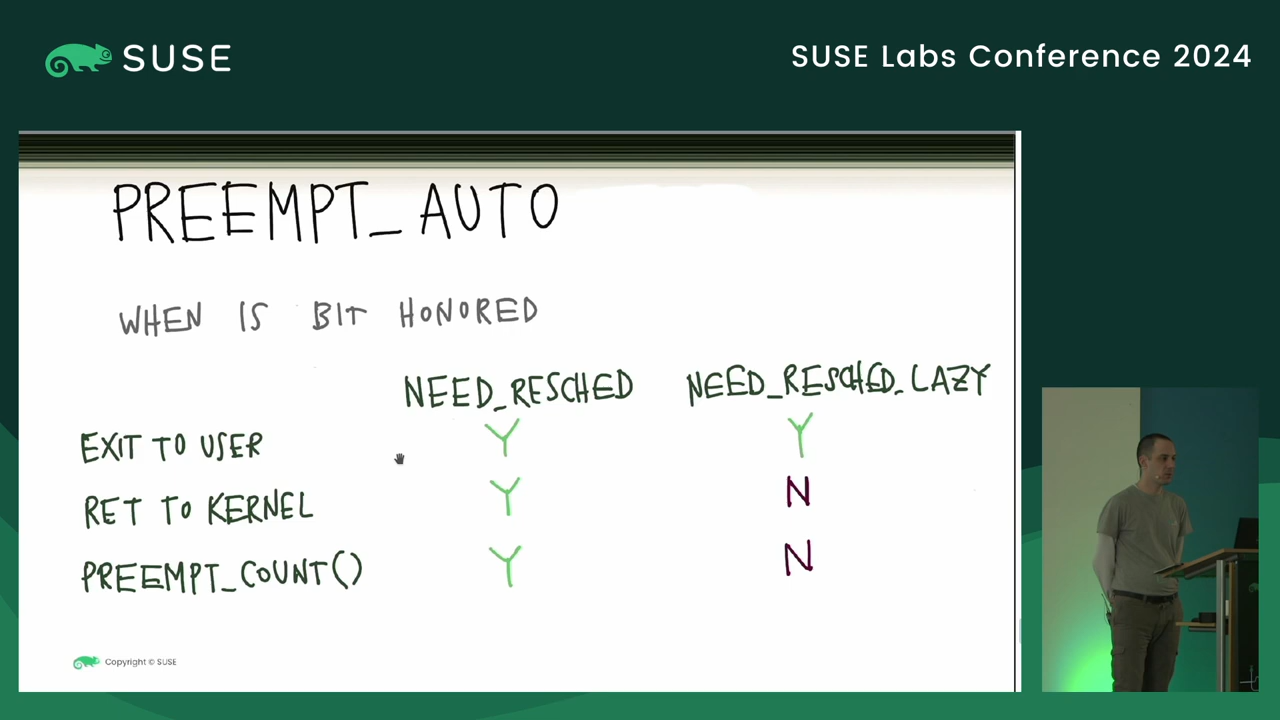 SUSE
SUSE Labs Conference 2024
PREEMPT_AUTO
WHEN IS BIT HONORED
NEED_RESCHED NEED_RESCHED_LAZY
EXIT TO USER Y Y
RET TO KERNEL Y N
PREEMPT_COUNT() Y N
Copyright © SUSE